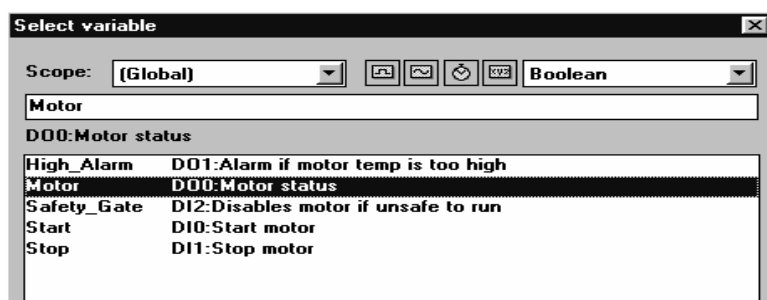 Select variable
Scope: (Global) Boolean
Motor
DO0:Motor status
High_Alarm DO1:Alarm if motor temp is too high
Motor DO0:Motor status
Safety_Gate DI2:Disables motor if unsafe to run
Start DI0:Start motor
Stop DI1:Stop motor